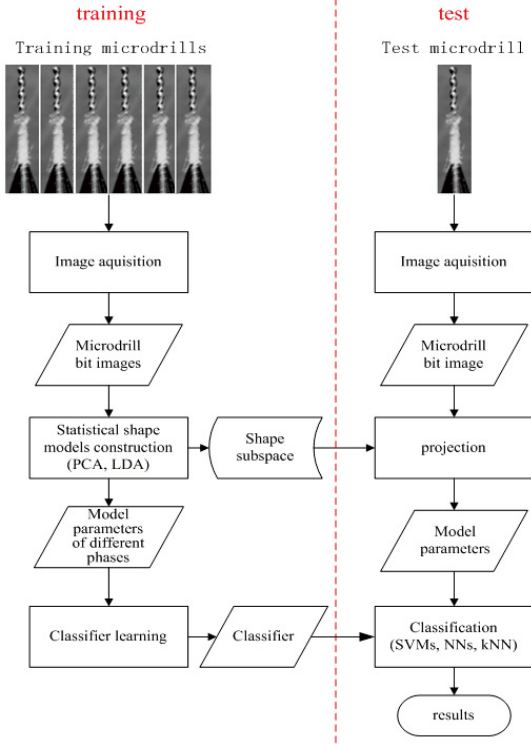 training
test
Training microdrills
Test microdrill
Image aquisition
Image aquisition
Microdrill
bit images
Microdrill
bit image
Statistical shape
models construction
(PCA, LDA)
Shape
subspace
projection
Model
parameters
of different
phases
Model
parameters
Classifier learning
Classifier
Classification
(SVMs, NNs, kNN)
results